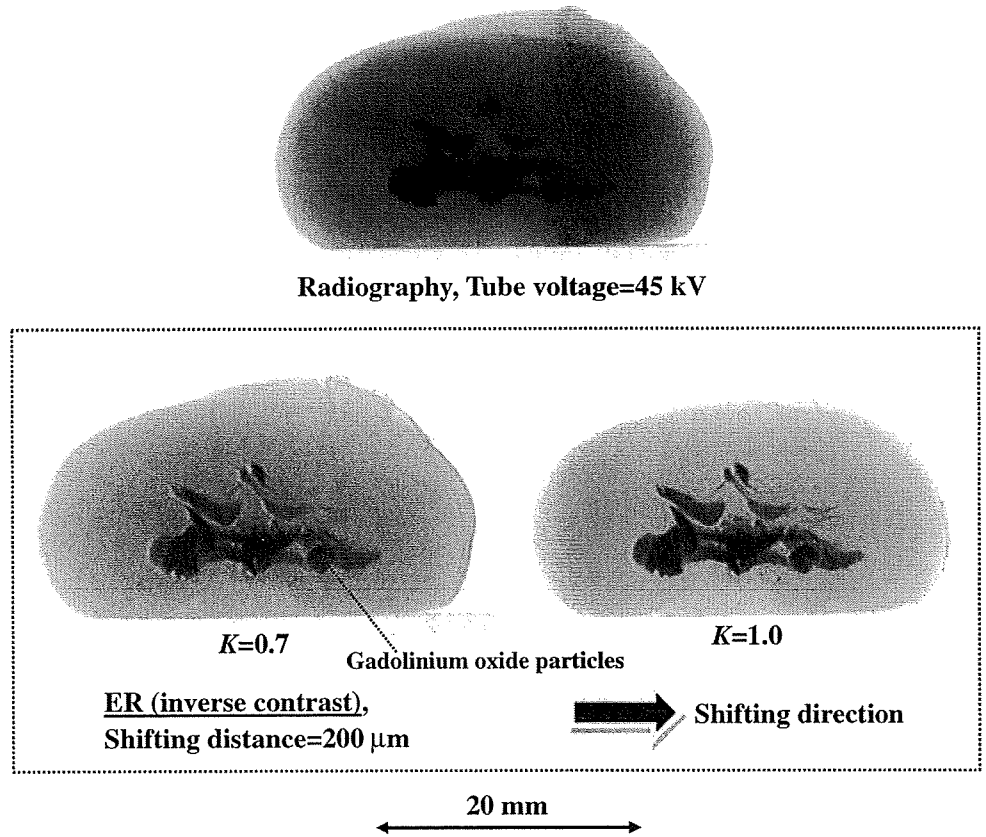 Radiography, Tube voltage=45 kV
K=0.7
K=1.0
Gadolinium oxide particles
ER (inverse contrast),
Shifting distance=200 μm
Shifting direction
20 mm